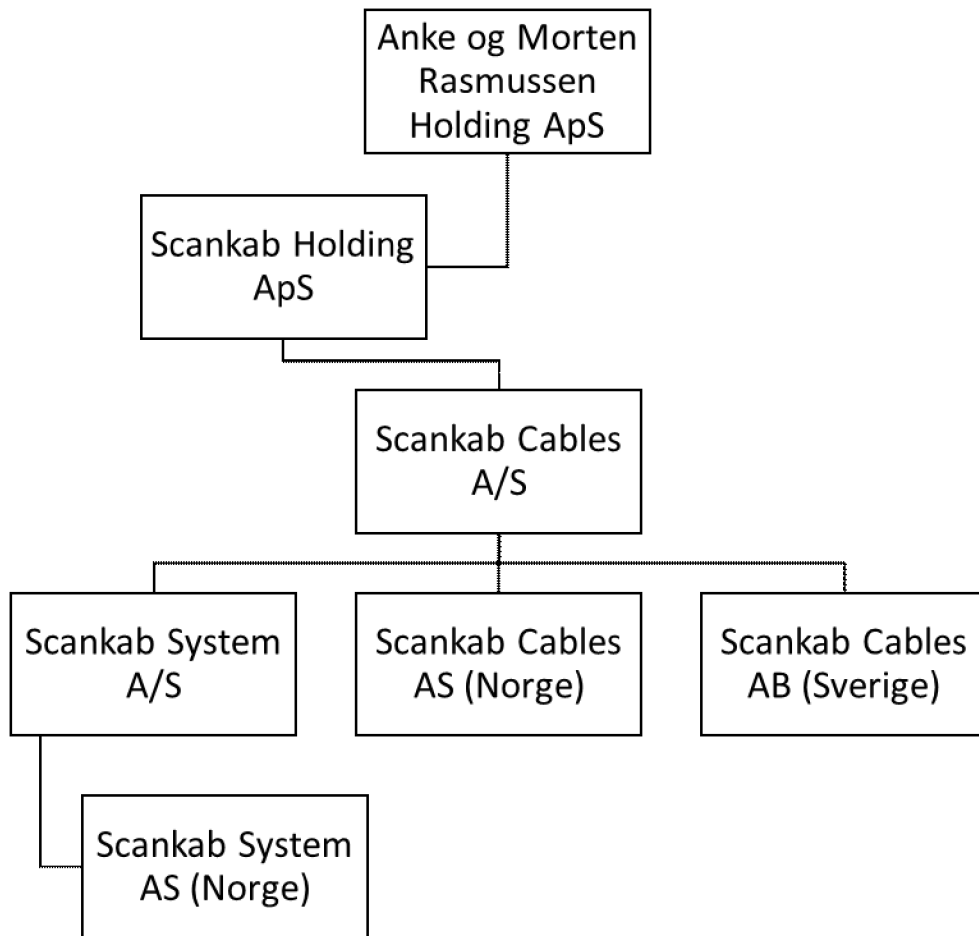 Anke og Morten
Rasmussen
Holding ApS
Scankab Holding
ApS
Scankab Cables
A/S
Scankab System
A/S
Scankab Cables
AS (Norge)
Scankab Cables
AB (Sverige)
Scankab System
AS (Norge)